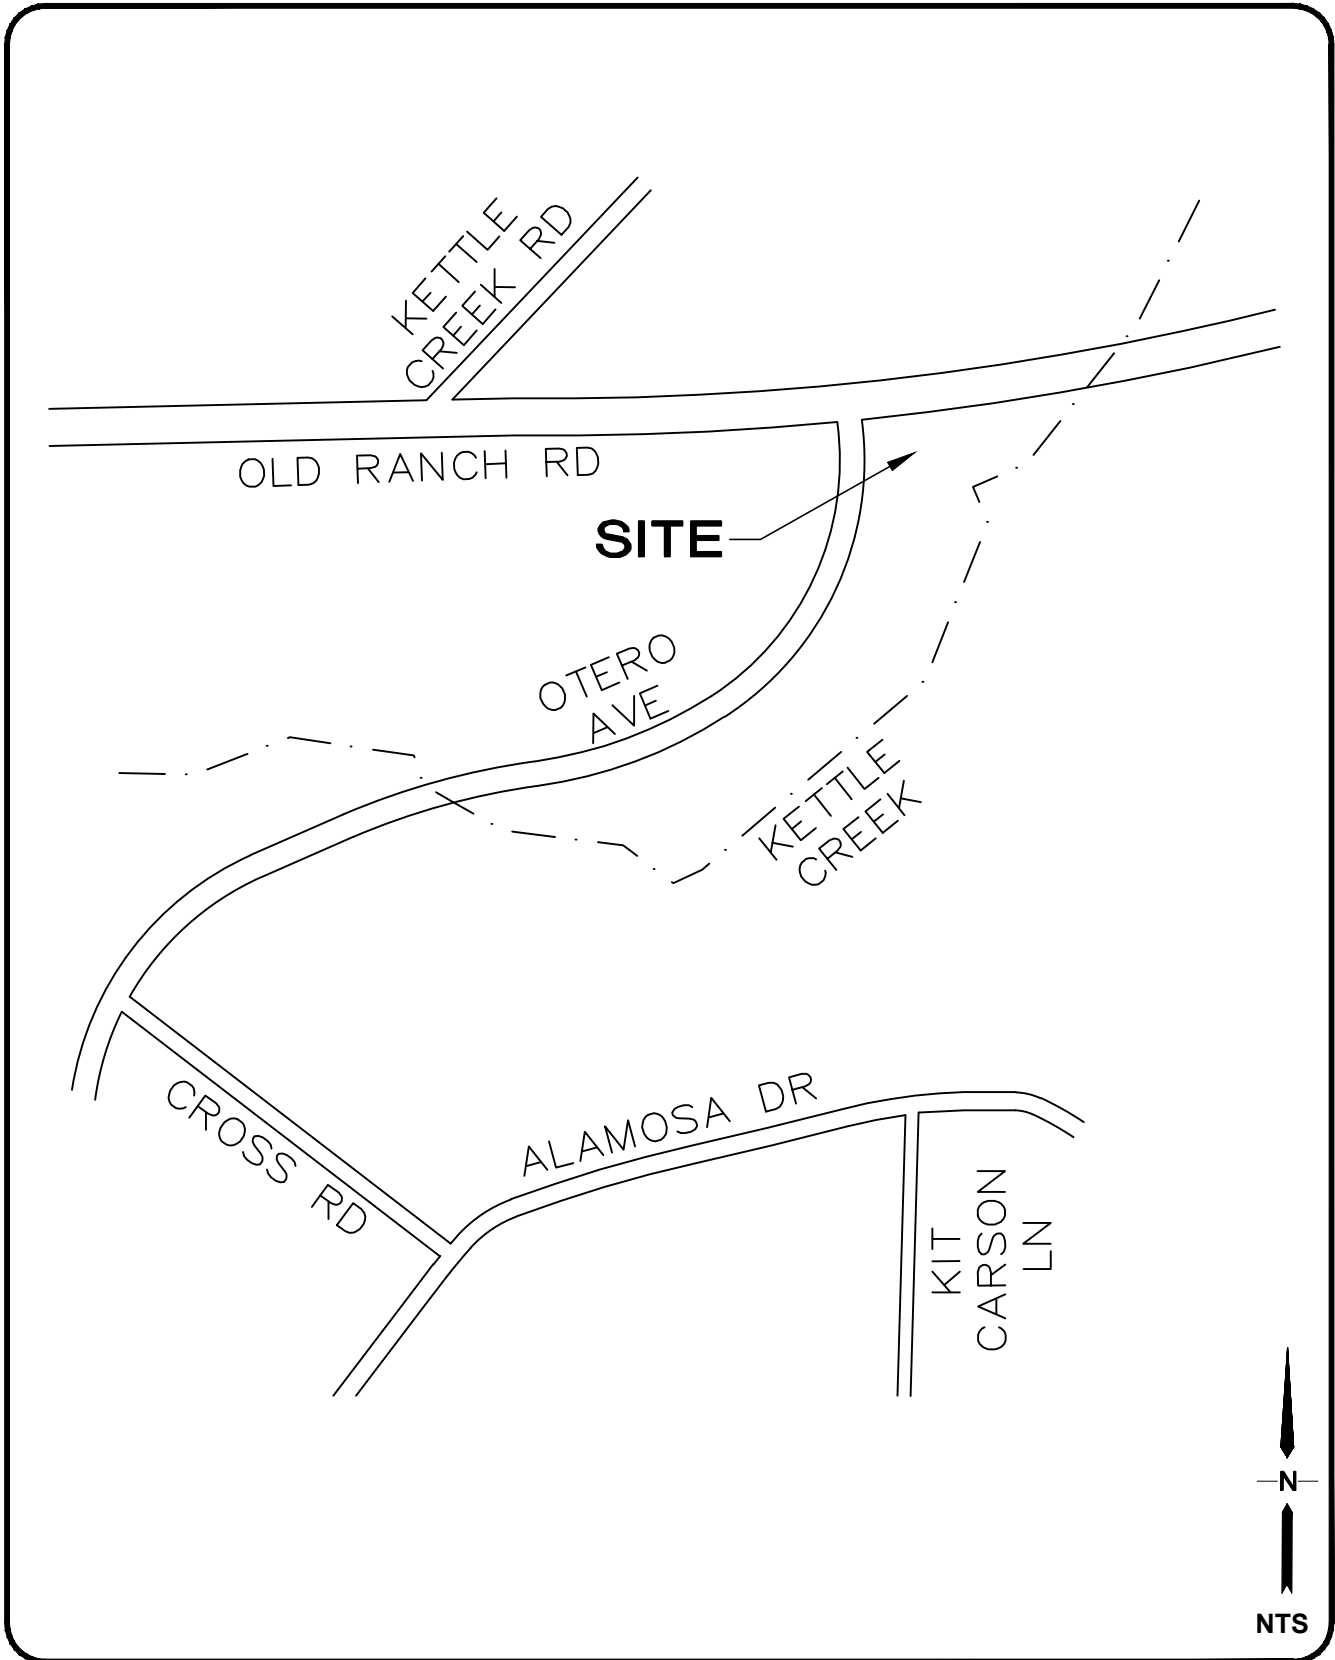 KETTLE
CREEK RD
OLD RANCH RD
SITE
OTERO
AVE
KETTLE
CREEK
CROSS RD
ALAMOSA DR
KIT
CARSON
LN
N
NTS